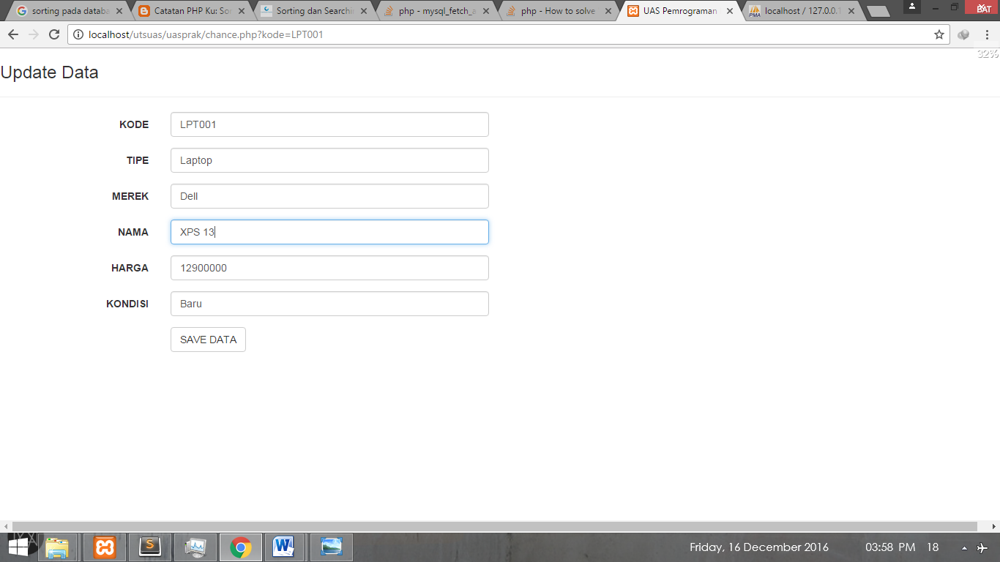 sorting pada databa
Catatan PHP Ku: Soc
Sorting dan Searchin
php - mysql_fetch_a
php - How to solve
UAS Pemrograman
localhost / 127.0.0.1
BAT
localhost/utsuas/uasprak/chance.php?kode=LPT001
32%
Update Data
KODE LPT001
TIPE Laptop
MEREK Dell
NAMA XPS 13
HARGA 12900000
KONDISI Baru
SAVE DATA
Friday, 16 December 2016 03:58 PM 18